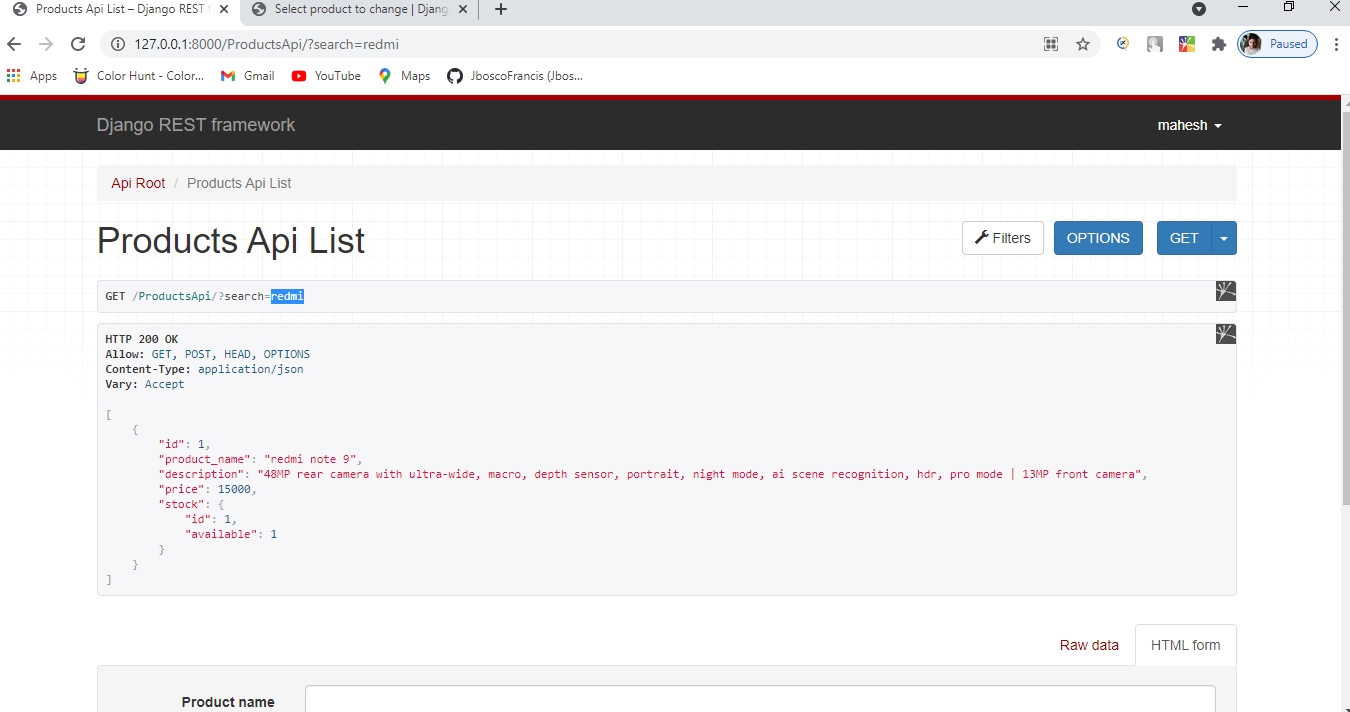 Products Api List – Django REST
Select product to change | Djang
127.0.0.1:8000/ProductsApi/?search=redmi
Paused
Apps
Color Hunt - Color...
Gmail
YouTube
Maps
JboscoFrancis (Jbos...
Django REST framework
mahesh
Api Root / Products Api List
Products Api List
Filters
OPTIONS
GET
GET /ProductsApi/?search=redmi
HTTP 200 OK
Allow: GET, POST, HEAD, OPTIONS
Content-Type: application/json
Vary: Accept
[
{
"id": 1,
"product_name": "redmi note 9",
"description": "48MP rear camera with ultra-wide, macro, depth sensor, portrait, night mode, ai scene recognition, hdr, pro mode | 13MP front camera",
"price": 15000,
"stock": {
"id": 1,
"available": 1
}
}
]
Raw data
HTML form
Product name